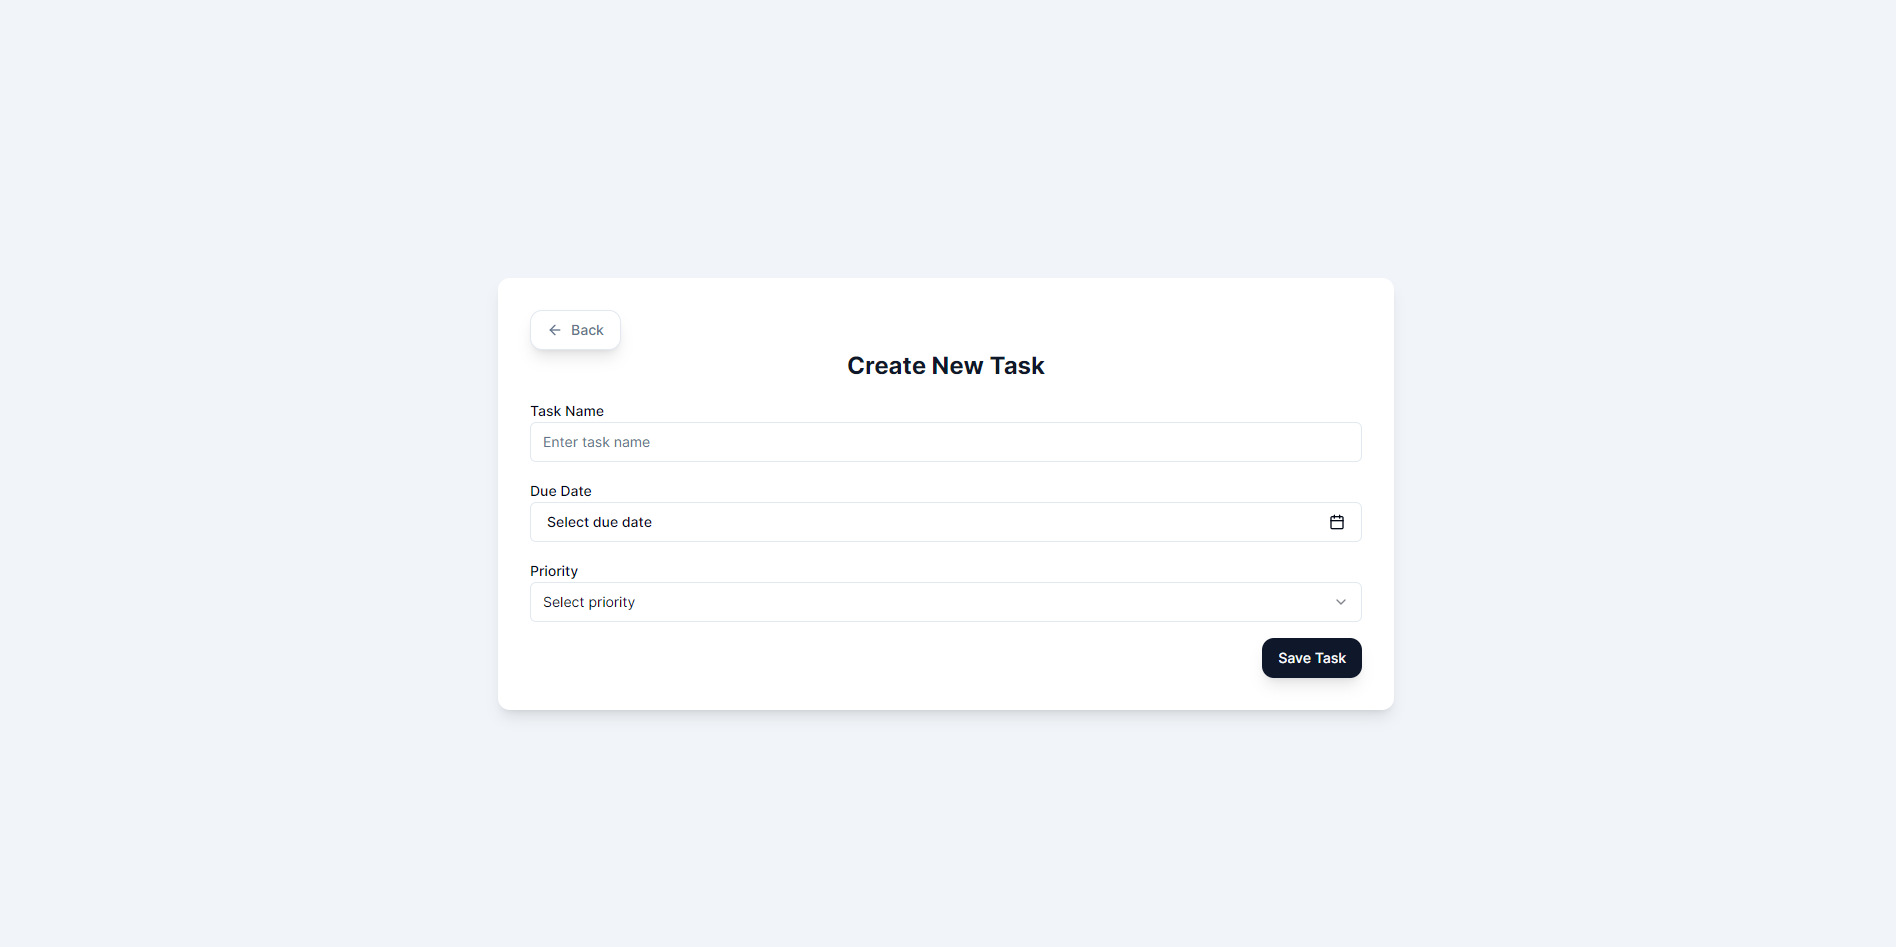 Back
Create New Task
Task Name
Enter task name
Due Date
Select due date
Priority
Select priority
Save Task